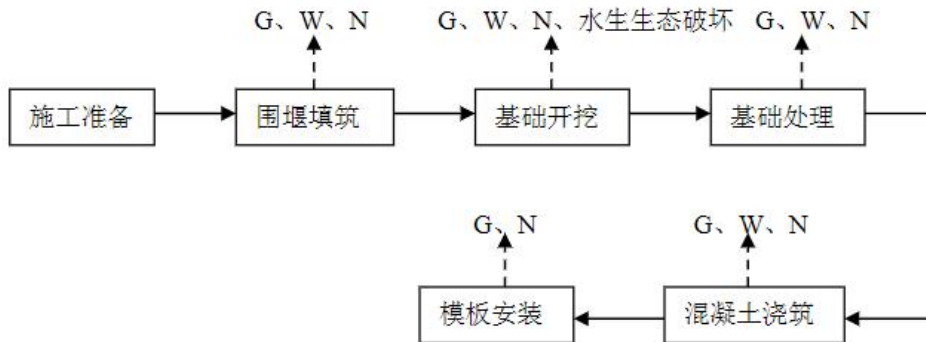 G、W、N
G、W、N、水生生态破坏
G、W、N
施工准备
围堰填筑
基础开挖
基础处理
G、N
G、W、N
模板安装
混凝土浇筑